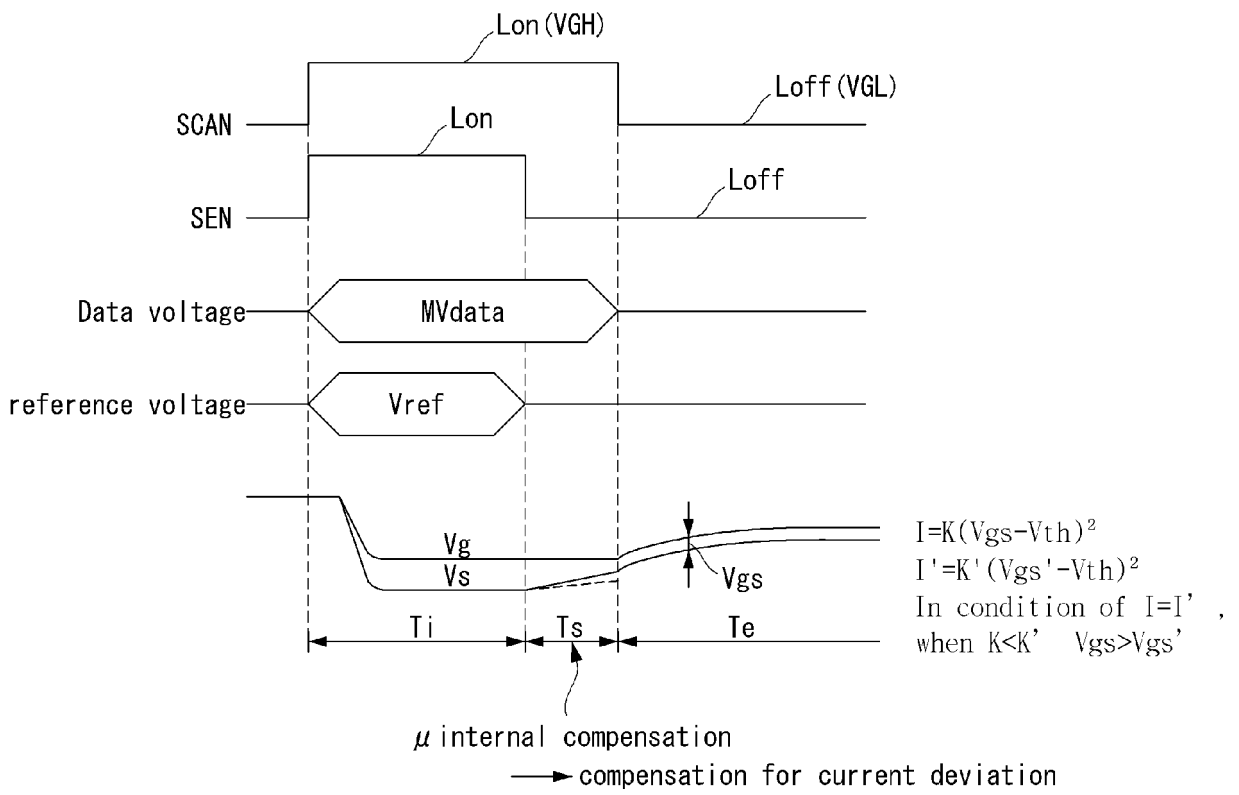 Lon(VGH)
Loff(VGL)
SCAN
Lon
Loff
SEN
Data voltage
MVdata
reference voltage
Vref
Vg
Vs
Vgs
I=K(Vgs-Vth)²
I'=K'(Vgs'-Vth)²
In condition of I=I' ,
when K<K' Vgs>Vgs'
Ti
Ts
Te
μ internal compensation
→ compensation for current deviation